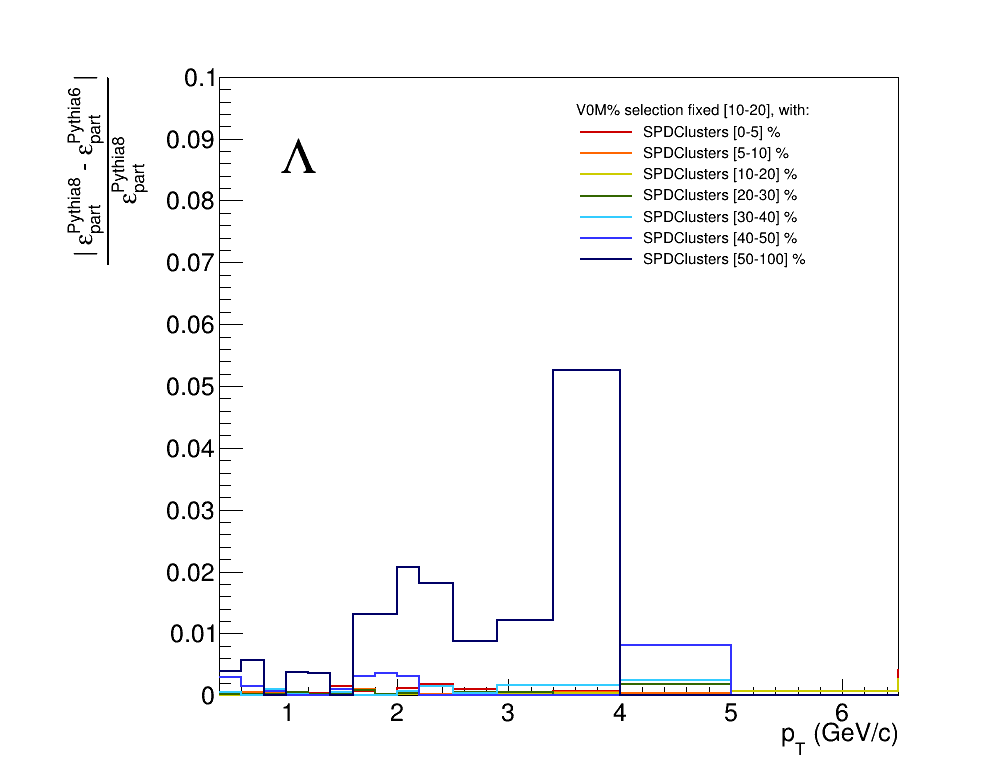 | ε_part^Pythia8 - ε_part^Pythia6 |
ε_part^Pythia8
Λ
V0M% selection fixed [10-20], with:
SPDClusters [0-5] %
SPDClusters [5-10] %
SPDClusters [10-20] %
SPDClusters [20-30] %
SPDClusters [30-40] %
SPDClusters [40-50] %
SPDClusters [50-100] %
0.1
0.09
0.08
0.07
0.06
0.05
0.04
0.03
0.02
0.01
0
1 2 3 4 5 6
p_T (GeV/c)